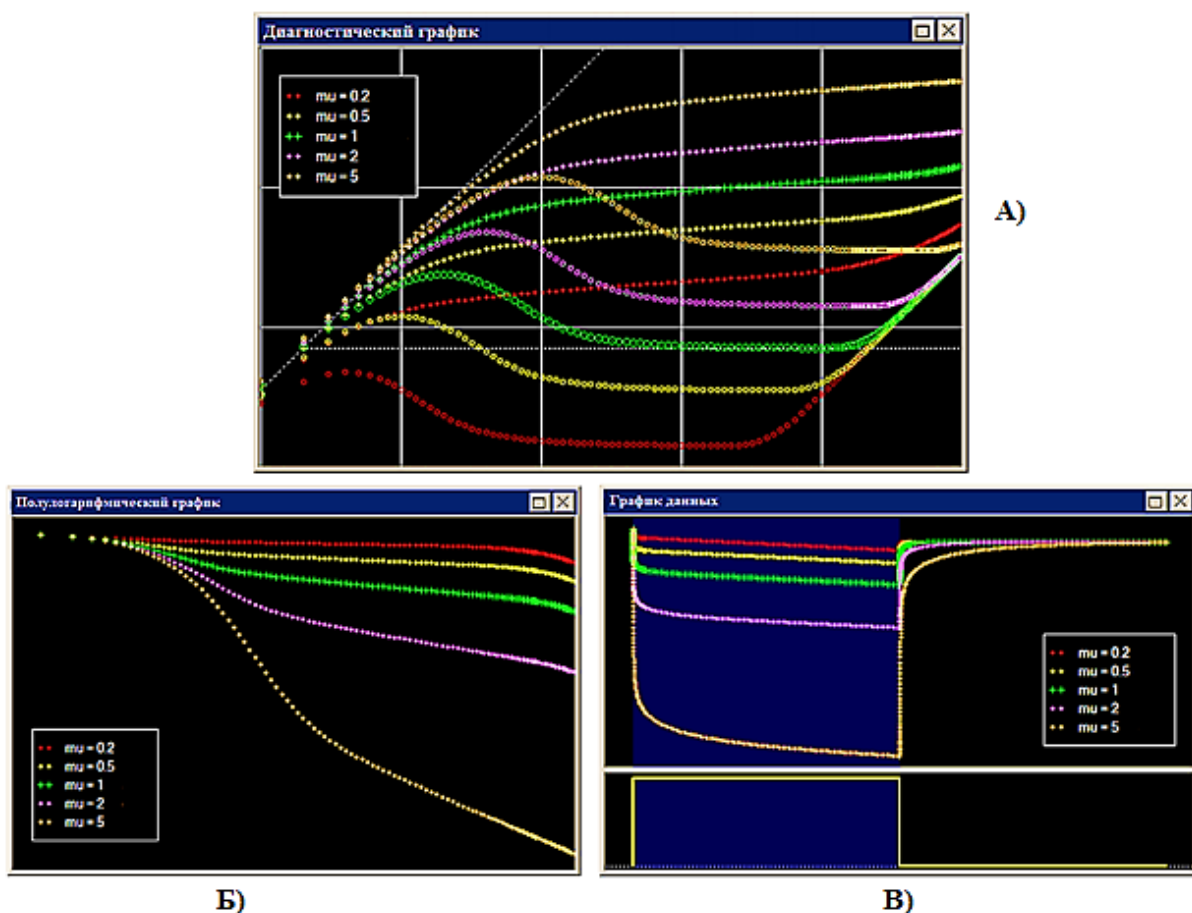 Диагностический график
mu = 0.2
mu = 0.5
mu = 1
mu = 2
mu = 5
А)
Полулогарифмический график
mu = 0.2
mu = 0.5
mu = 1
mu = 2
mu = 5
Б)
График данных
mu = 0.2
mu = 0.5
mu = 1
mu = 2
mu = 5
В)